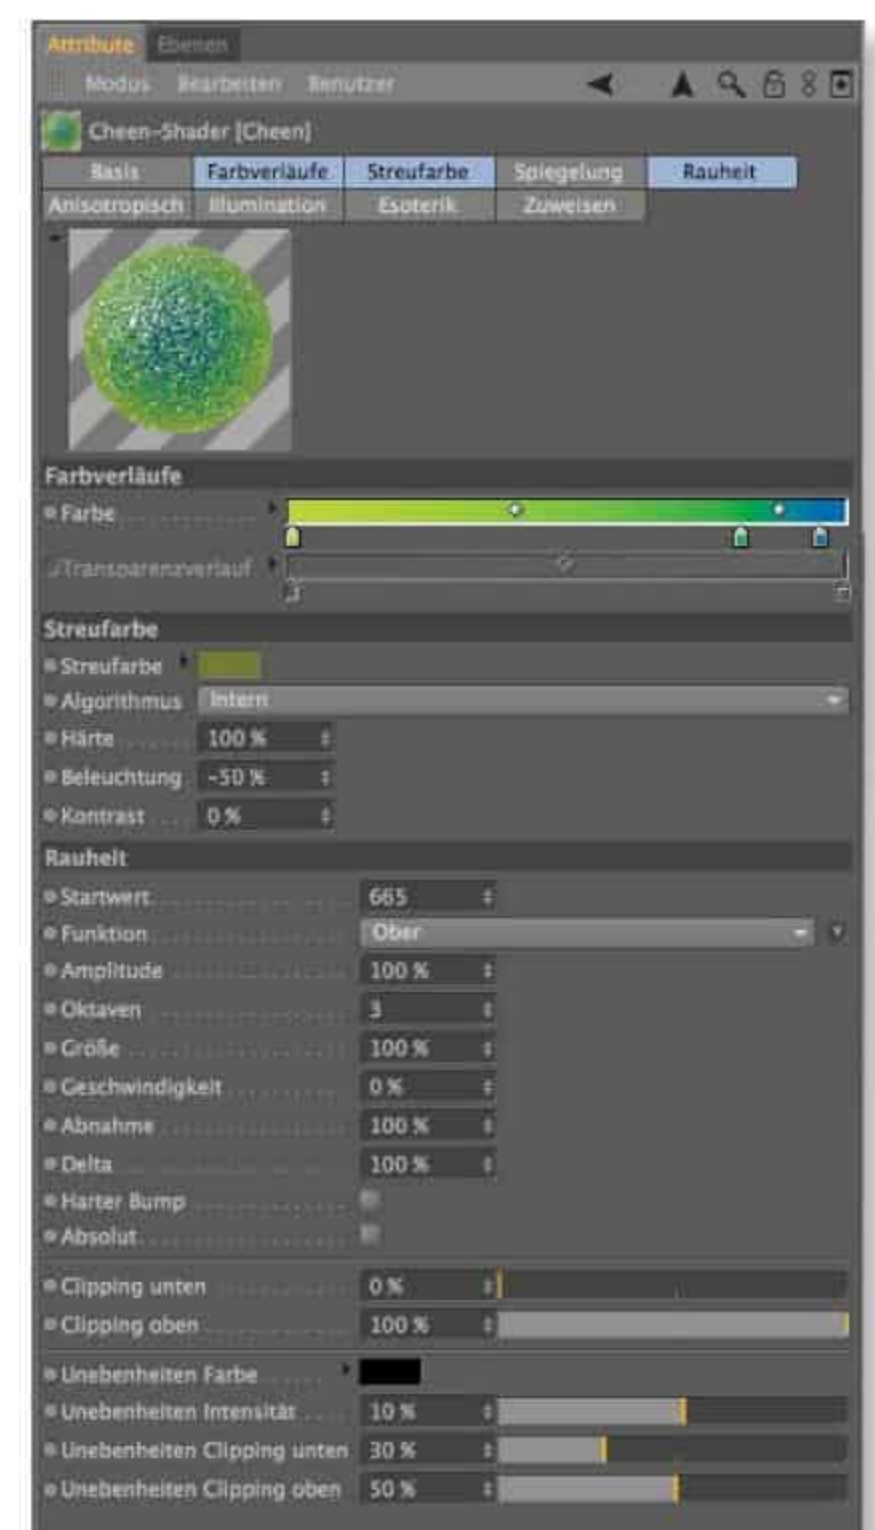 Attribute Ebenen
Modus Bearbeiten Benutzer
Cheen-Shader [Cheen]
Basis Farbverläufe Streufarbe Spiegelung Rauheit
Anisotropisch Illumination Esoterik Zuweisen
Farbverläufe
Farbe
Transparenzverlauf
Streufarbe
Streufarbe
Algorithmus Intern
Härte 100 %
Beleuchtung -50 %
Kontrast 0 %
Rauheit
Startwert 665
Funktion Ober
Amplitude 100 %
Oktaven 3
Größe 100 %
Geschwindigkeit 0 %
Abnahme 100 %
Delta 100 %
Harter Bump
Absolut
Clipping unten 0 %
Clipping oben 100 %
Unebenheiten Farbe
Unebenheiten Intensität 10 %
Unebenheiten Clipping unten 30 %
Unebenheiten Clipping oben 50 %